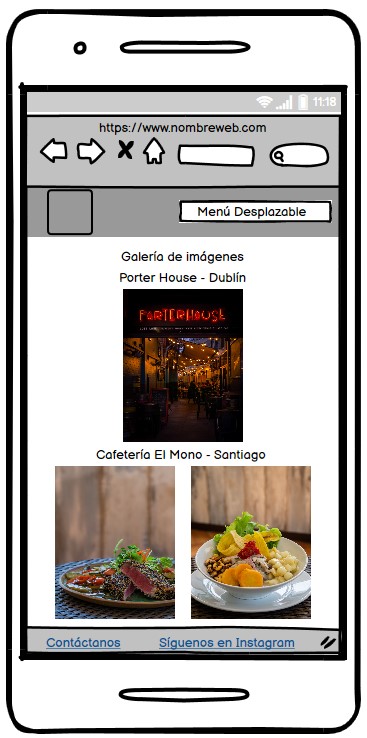 11:18
https://www.nombreweb.com
Menú Desplazable
Galería de imágenes
Porter House - Dublín
PORTERHOUSE
Cafetería El Mono - Santiago
Contáctanos Síguenos en Instagram